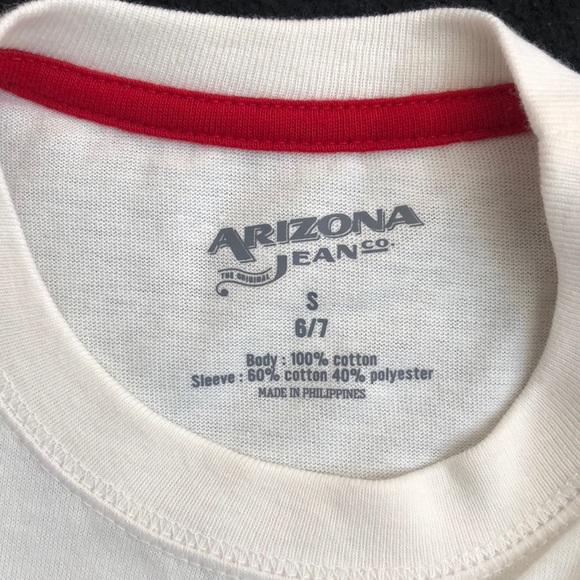 ARIZONA
JEAN CO.
THE ORIGINAL
S
6/7
Body : 100% cotton
Sleeve : 60% cotton 40% polyester
MADE IN PHILIPPINES